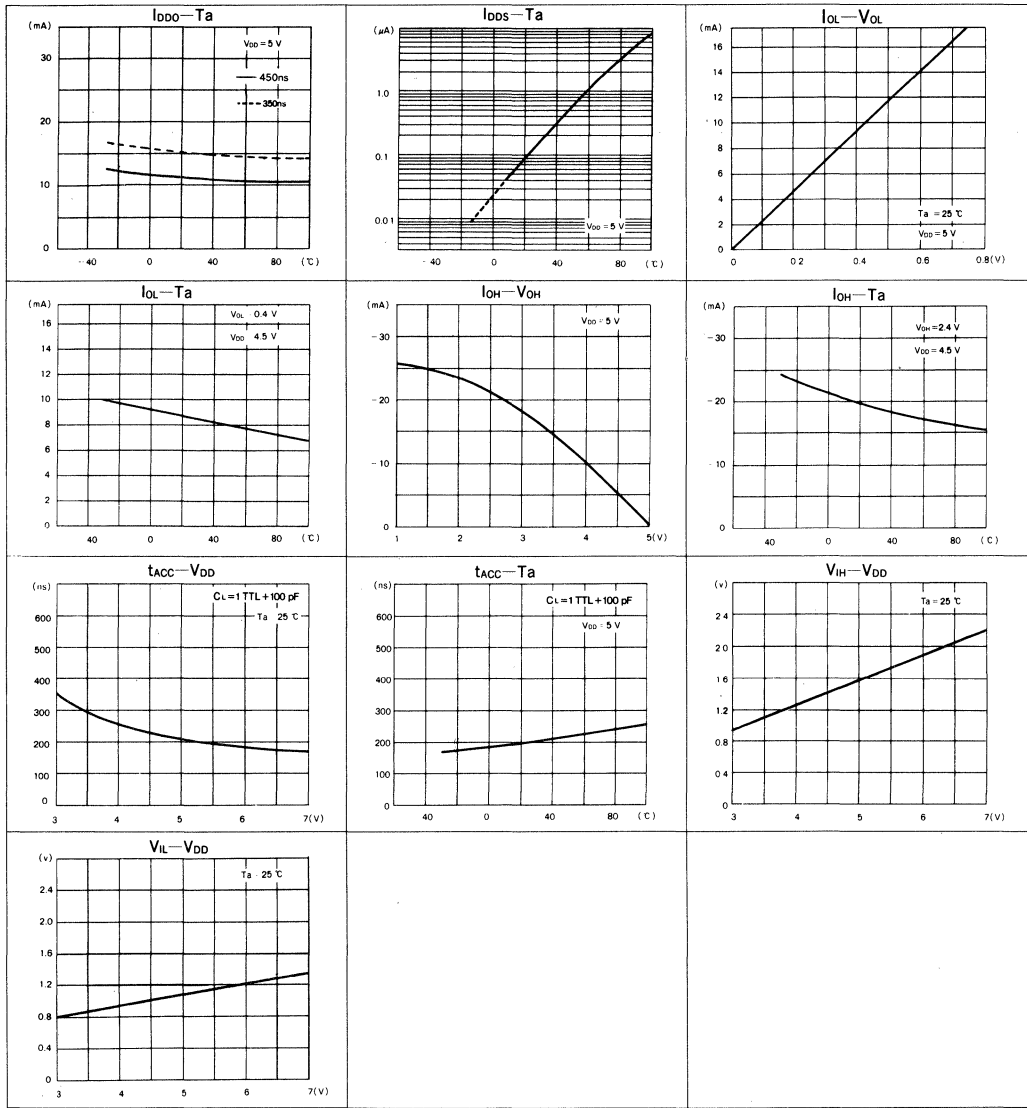 IDDO—Ta
(mA)
VDD = 5 V
450ns
350ns
30
20
15
10
0
-40 0 40 80 (℃)
IDDS—Ta
(μA)
1.0
0.1
0.01
VDD = 5 V
-40 0 40 80 (℃)
IOL—VOL
(mA)
16
14
12
10
8
6
4
2
0
Ta = 25 ℃
VDD = 5 V
0 0 2 0.4 0.6 0.8(V)
IOL—Ta
(mA)
VOL 0.4 V
VDD 4.5 V
16
14
12
10
8
6
4
2
0
40 0 40 80 (℃)
IOH—VOH
(mA)
VDD = 5 V
-30
-20
-10
0
1 2 3 4 5(V)
IOH—Ta
(mA)
VOH=2.4 V
VDD = 4.5 V
-30
-20
10
0
40 0 40 80 (℃)
tACC—VDD
(ns)
CL=1 TTL+100 pF
Ta 25 ℃
600
500
400
300
200
100
0
3 4 5 6 7(V)
tACC—Ta
(ns)
CL=1 TTL+100 pF
VDD = 5 V
600
500
400
300
200
100
0
40 0 40 80 (℃)
VIH—VDD
(v)
Ta = 25 ℃
2 4
2 0
1 6
1.2
0 8
0 4
0
3 4 5 6 7(V)
VIL—VDD
(v)
Ta 25 ℃
2.4
2.0
1.6
1.2
0.8
0.4
0
3 4 5 6 7(V)